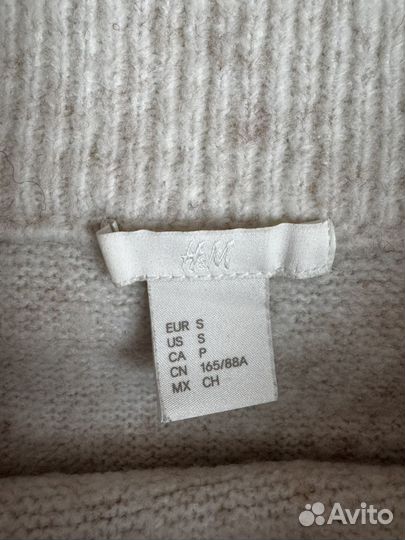 H&M
EUR S
US S
CA P
CN 165/88A
MX CH
Avito